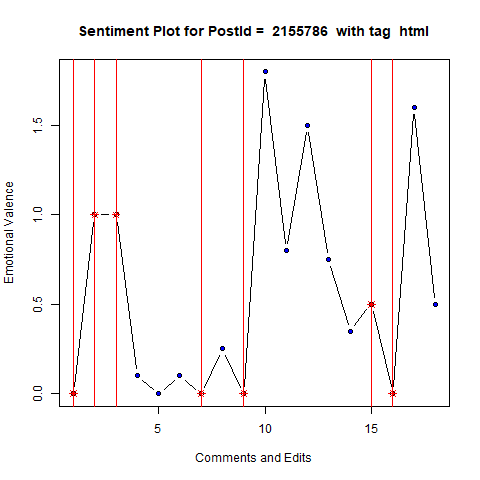 Sentiment Plot for PostId =  2155786  with tag  html
Emotional Valence
1.5
1.0
0.5
0.0
5 10 15
Comments and Edits